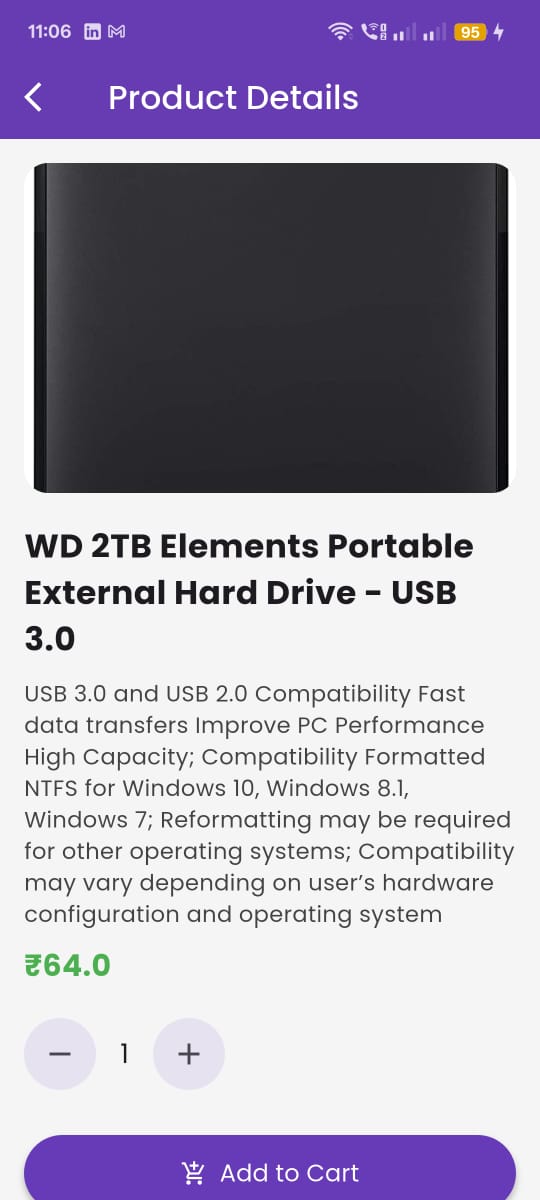 11:06
95
Product Details
WD 2TB Elements Portable
External Hard Drive - USB
3.0
USB 3.0 and USB 2.0 Compatibility Fast
data transfers Improve PC Performance
High Capacity; Compatibility Formatted
NTFS for Windows 10, Windows 8.1,
Windows 7; Reformatting may be required
for other operating systems; Compatibility
may vary depending on user’s hardware
configuration and operating system
₹64.0
1
Add to Cart